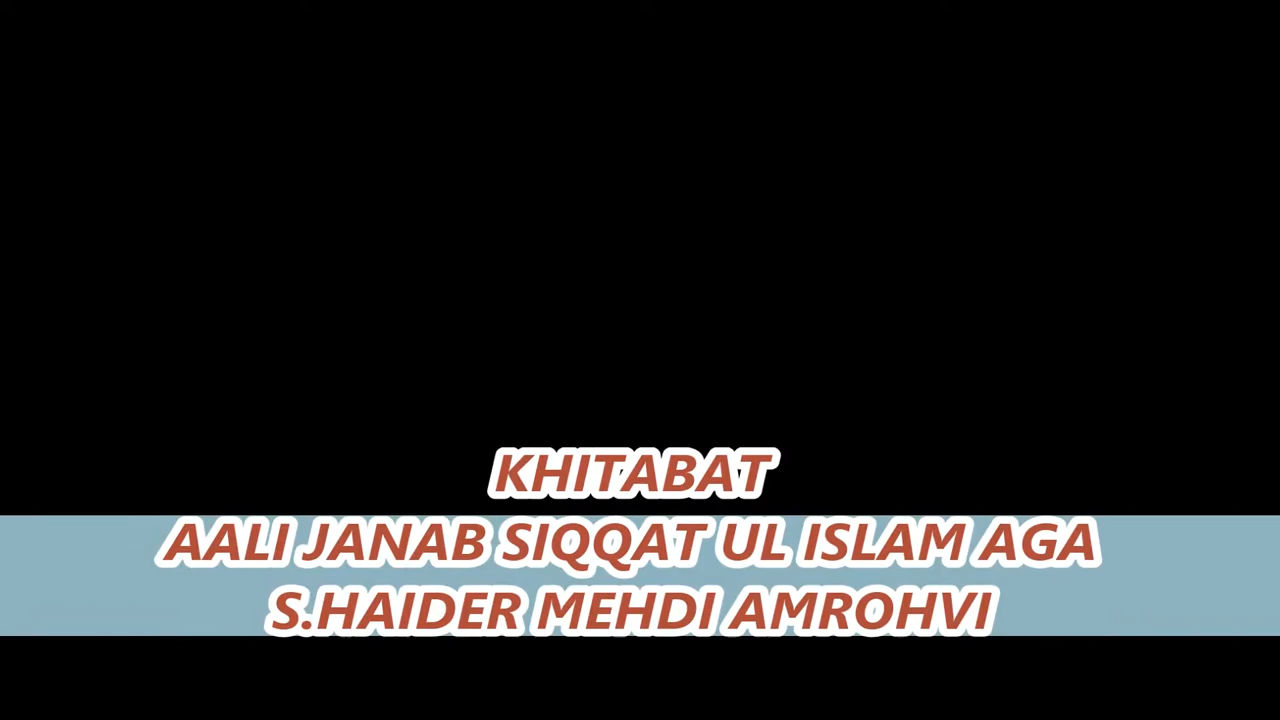 KHITABAT
AALI JANAB SIQQAT UL ISLAM AGA
S.HAIDER MEHDI AMROHVI